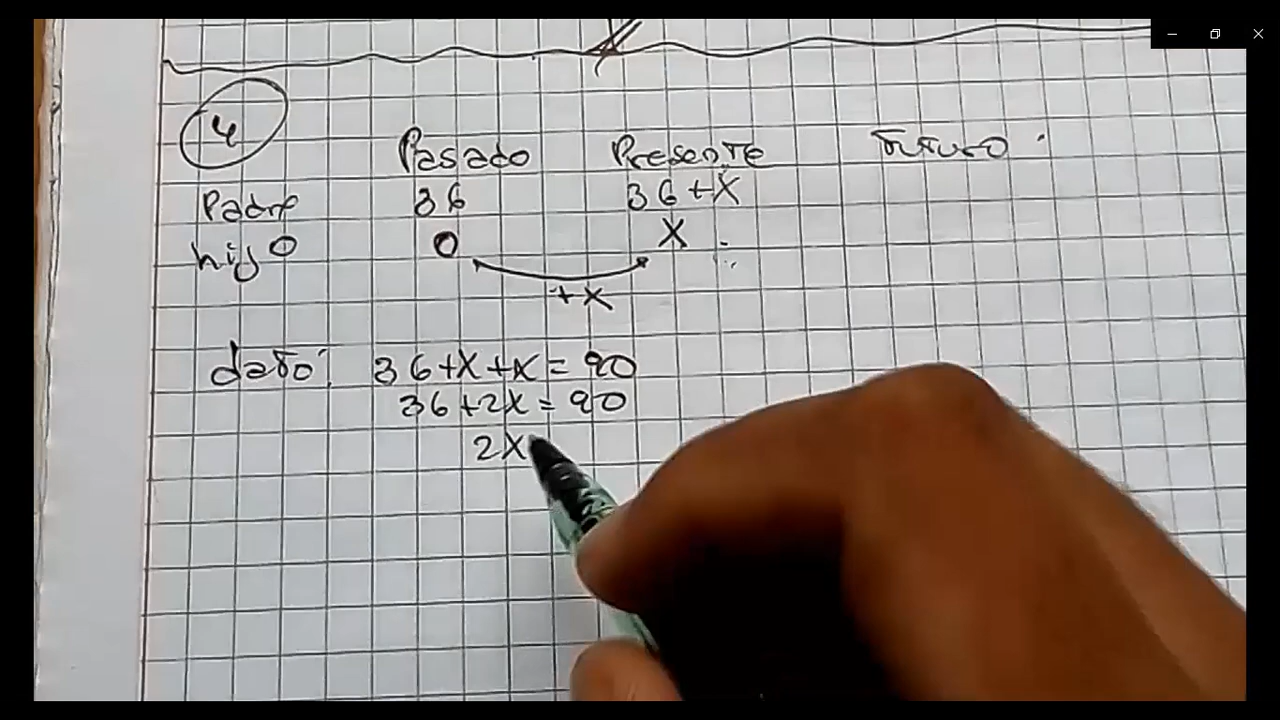 4
Pasado Presente Futuro:
Padre 36 36+X
hijo 0 X
+X
dato: 36+X+X=90
36+2X=90
2X